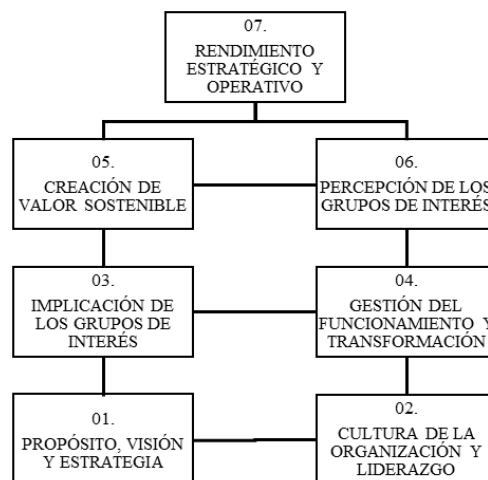 07.
RENDIMIENTO
ESTRATÉGICO Y
OPERATIVO
05.
CREACIÓN DE
VALOR SOSTENIBLE
06.
PERCEPCIÓN DE LOS
GRUPOS DE INTERÉS
03.
IMPLICACIÓN DE
LOS GRUPOS DE
INTERÉS
04.
GESTIÓN DEL
FUNCIONAMIENTO Y
TRANSFORMACIÓN
01.
PROPÓSITO, VISIÓN
Y ESTRATEGIA
02.
CULTURA DE LA
ORGANIZACIÓN Y
LIDERAZGO